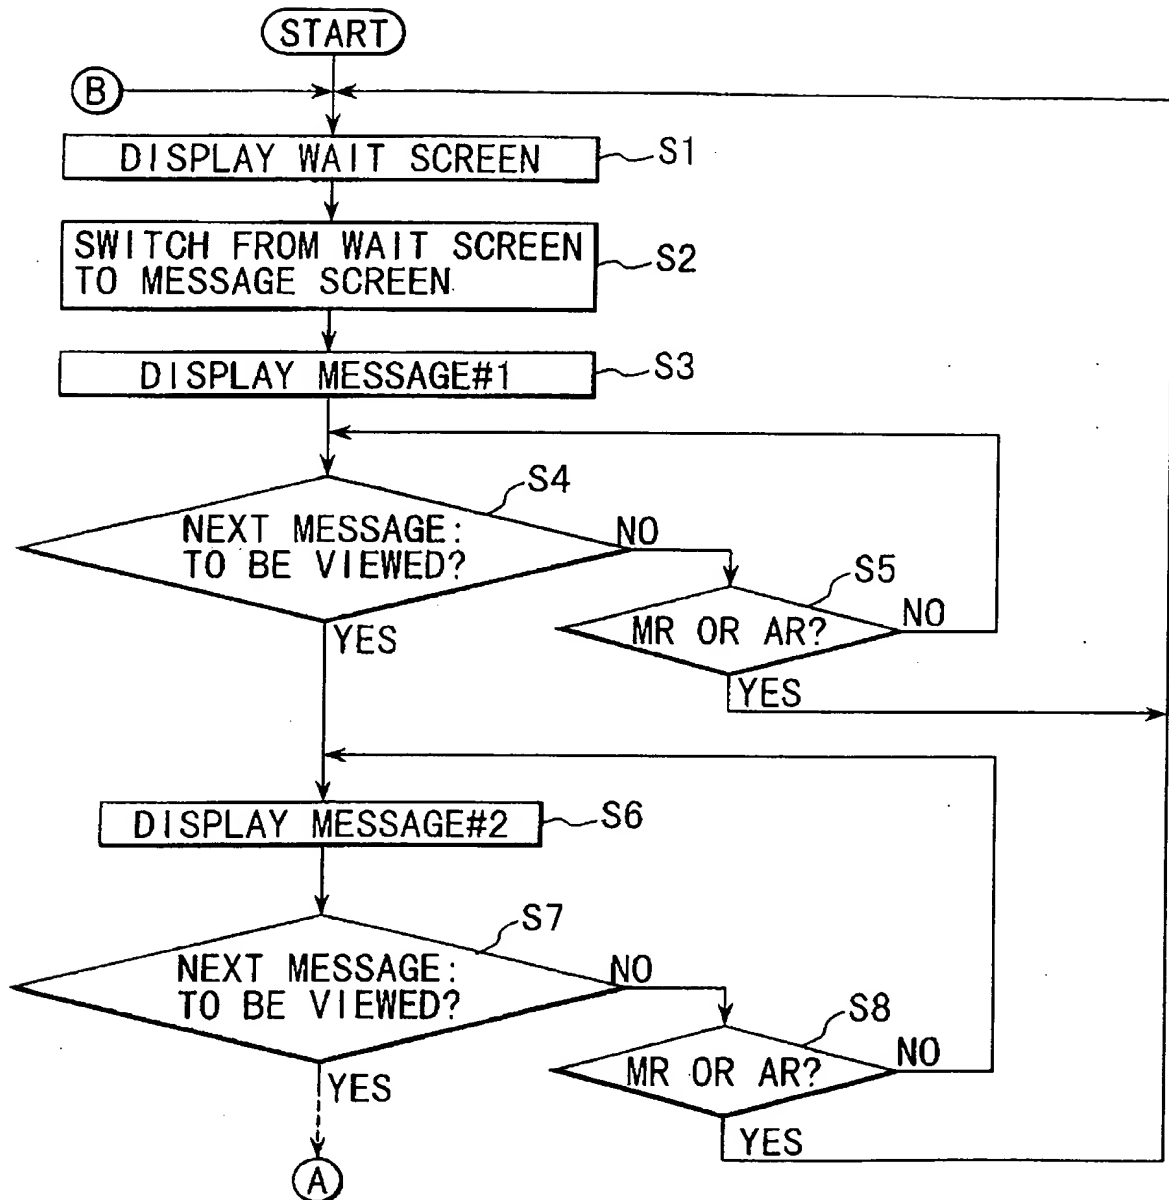 START
B
DISPLAY WAIT SCREEN
S1
SWITCH FROM WAIT SCREEN
TO MESSAGE SCREEN
S2
DISPLAY MESSAGE#1
S3
S4
NEXT MESSAGE:
TO BE VIEWED?
NO
S5
MR OR AR?
NO
YES
YES
DISPLAY MESSAGE#2
S6
S7
NEXT MESSAGE:
TO BE VIEWED?
NO
S8
MR OR AR?
NO
YES
YES
A